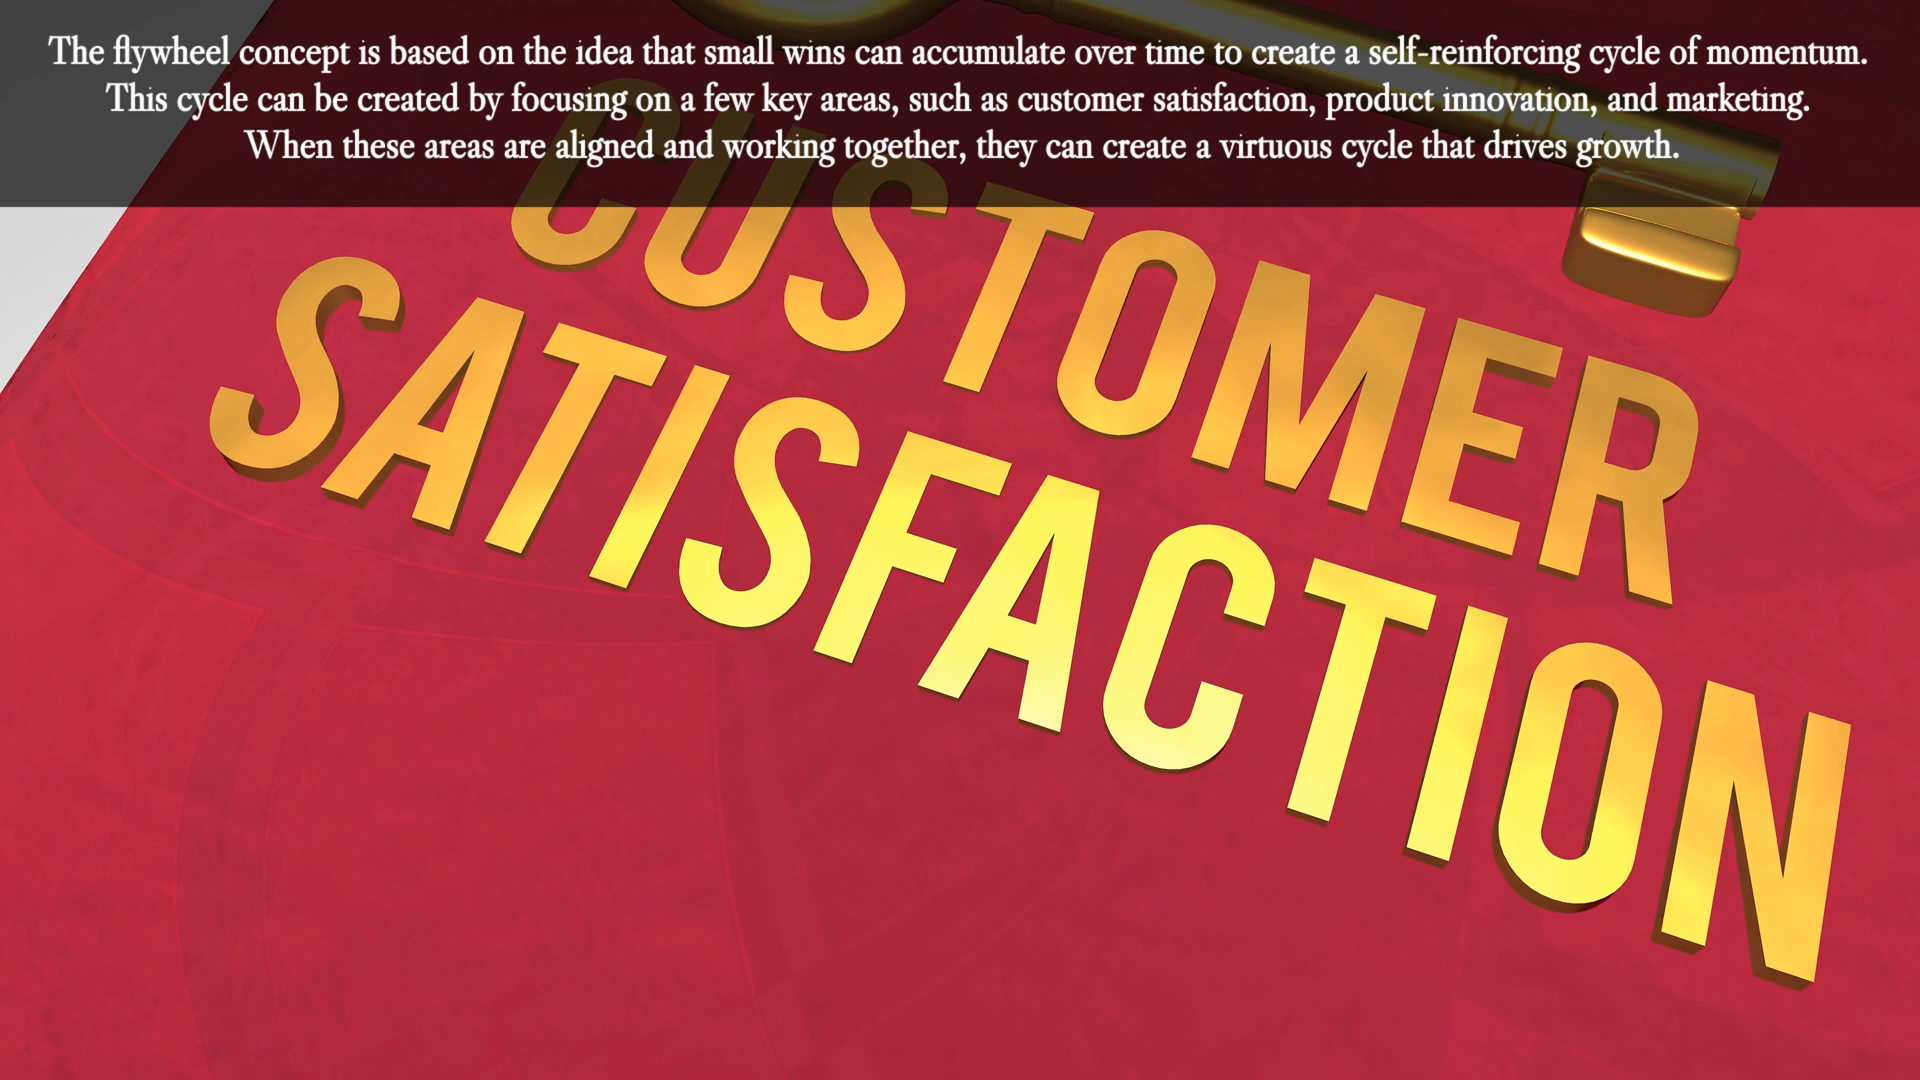 The flywheel concept is based on the idea that small wins can accumulate over time to create a self-reinforcing cycle of momentum.
This cycle can be created by focusing on a few key areas, such as customer satisfaction, product innovation, and marketing.
When these areas are aligned and working together, they can create a virtuous cycle that drives growth.
CUSTOMER
SATISFACTION